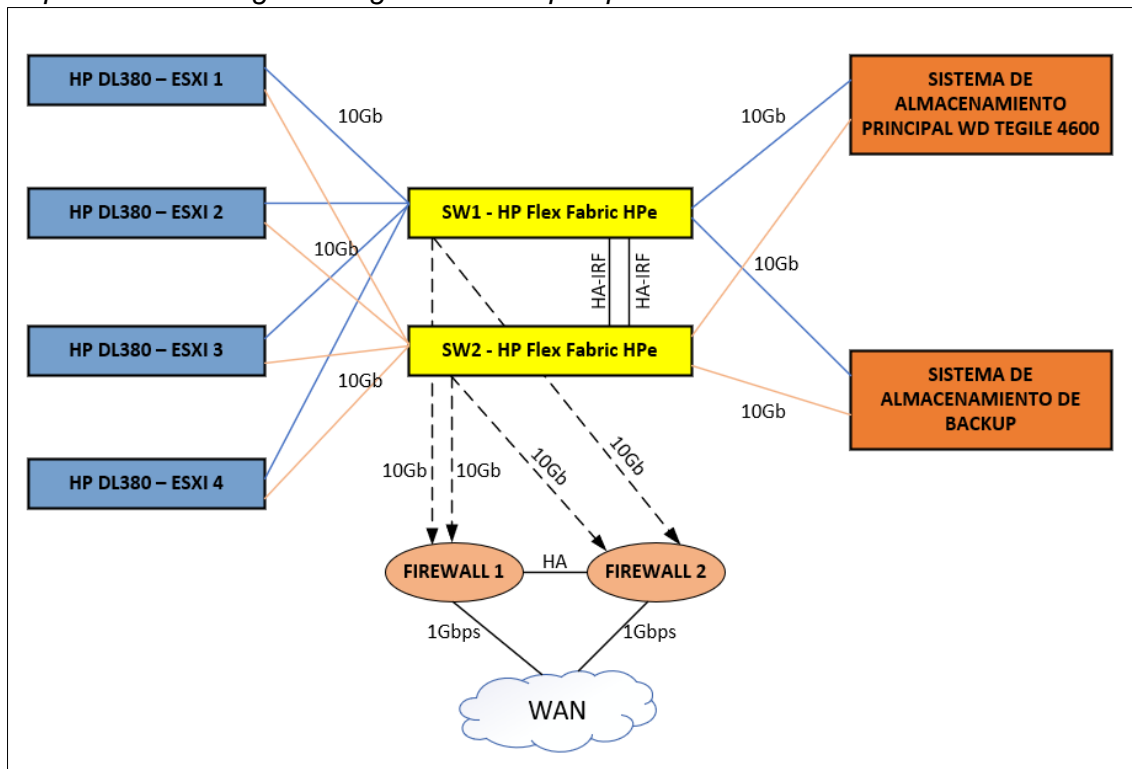 HP DL380 – ESXI 1
HP DL380 – ESXI 2
HP DL380 – ESXI 3
HP DL380 – ESXI 4
10Gb
10Gb
10Gb
SW1 - HP Flex Fabric HPe
HA-IRF
HA-IRF
SW2 - HP Flex Fabric HPe
10Gb
10Gb
10Gb
SISTEMA DE
ALMACENAMIENTO
PRINCIPAL WD TEGILE 4600
SISTEMA DE
ALMACENAMIENTO DE
BACKUP
10Gb
10Gb
10Gb
10Gb
FIREWALL 1
HA
FIREWALL 2
1Gbps
1Gbps
WAN